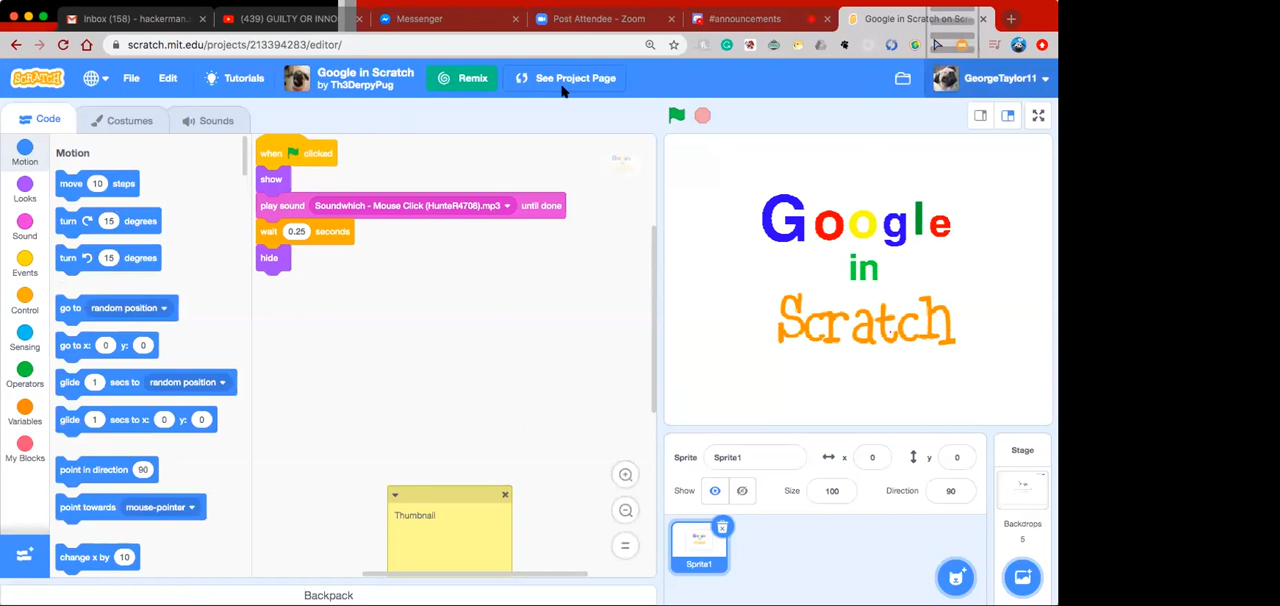 Inbox (158) - hackerman.s
(439) GUILTY OR INNO
Messenger
Post Attendee - Zoom
#announcements
Google in Scratch on Scr
scratch.mit.edu/projects/213394283/editor/
SCRATCH
File
Edit
Tutorials
Google in Scratch
by Th3DerpyPug
Remix
See Project Page
GeorgeTaylor11
Code
Costumes
Sounds
Motion
Looks
Sound
Events
Control
Sensing
Operators
Variables
My Blocks
Motion
move 10 steps
turn 15 degrees
turn 15 degrees
go to random position
go to x: 0 y: 0
glide 1 secs to random position
glide 1 secs to x: 0 y: 0
point in direction 90
point towards mouse-pointer
change x by 10
when clicked
show
play sound Soundwhich - Mouse Click (HunteR4708).mp3 until done
wait 0.25 seconds
hide
Thumbnail
Backpack
Google
in
Scratch
Sprite Sprite1 x 0 y 0
Show Size 100 Direction 90
Sprite1
Stage
Backdrops
5